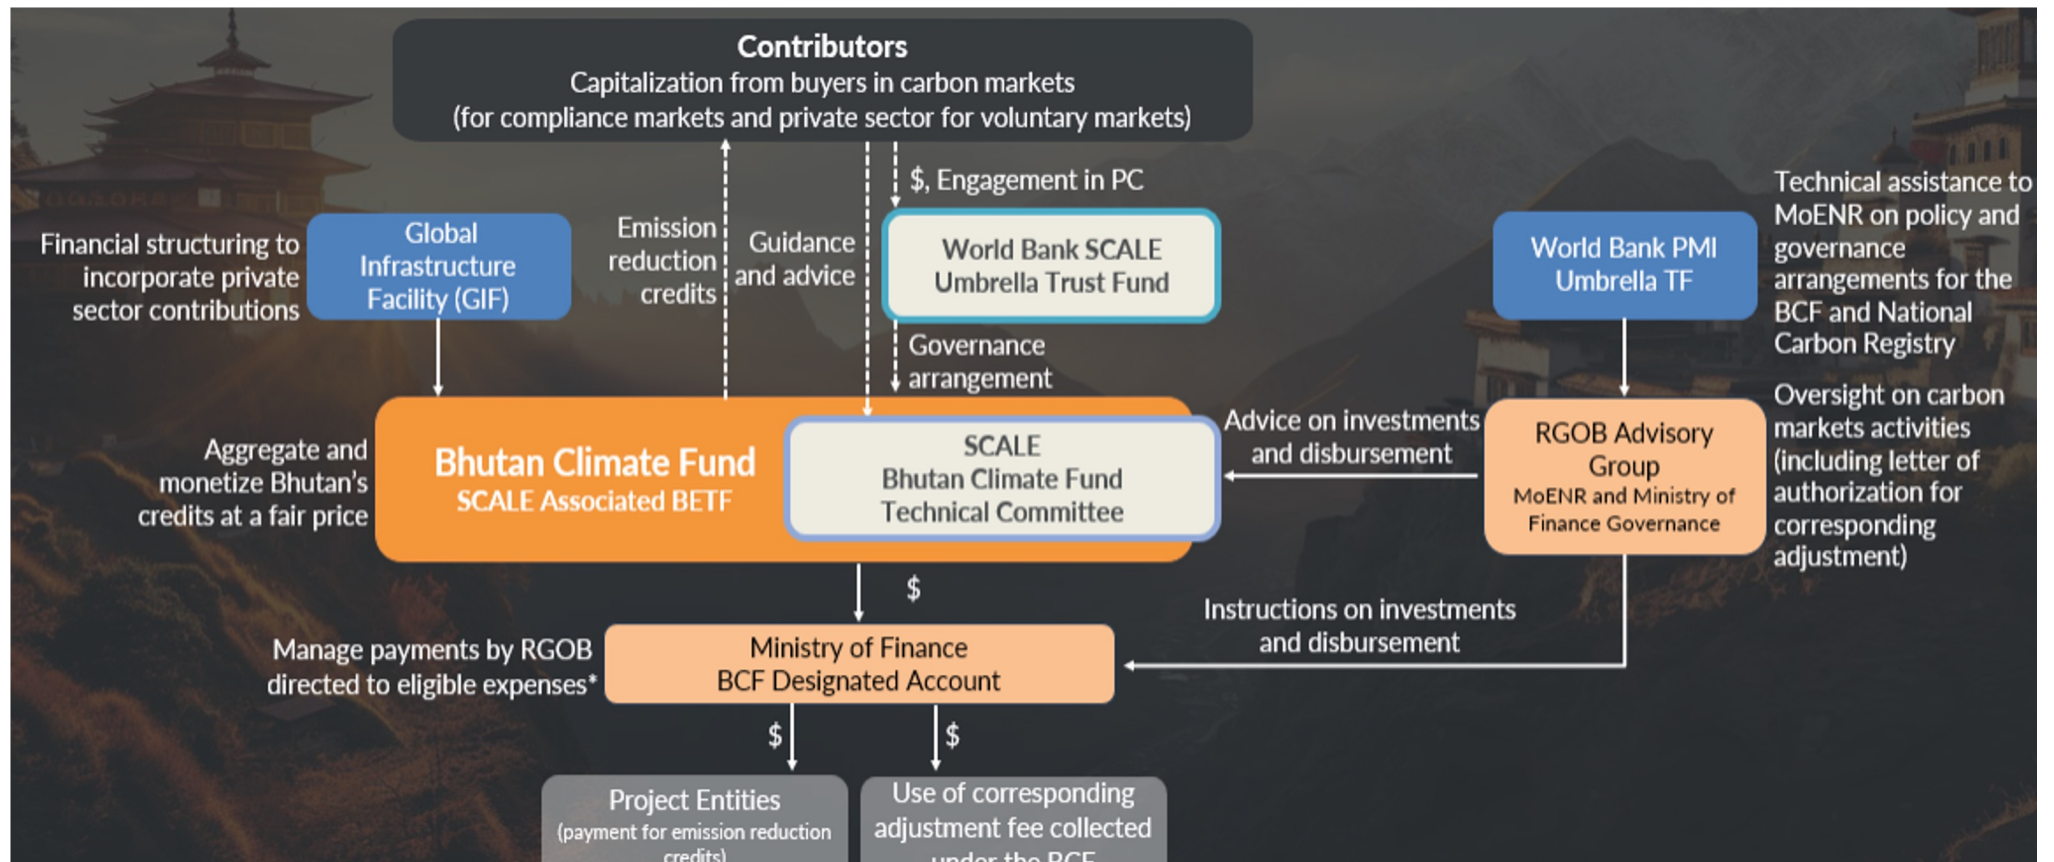 Contributors
Capitalization from buyers in carbon markets
(for compliance markets and private sector for voluntary markets)
$, Engagement in PC
Financial structuring to
incorporate private
sector contributions
Global
Infrastructure
Facility (GIF)
Emission
reduction
credits
Guidance
and advice
World Bank SCALE
Umbrella Trust Fund
World Bank PMI
Umbrella TF
Technical assistance to
MoENR on policy and
governance
arrangements for the
BCF and National
Carbon Registry
Governance
arrangement
Aggregate and
monetize Bhutan's
credits at a fair price
Bhutan Climate Fund
SCALE Associated BETF
SCALE
Bhutan Climate Fund
Technical Committee
Advice on investments
and disbursement
RGOB Advisory
Group
MoENR and Ministry of
Finance Governance
Oversight on carbon
markets activities
(including letter of
authorization for
corresponding
adjustment)
$
Instructions on investments
and disbursement
Manage payments by RGOB
directed to eligible expenses*
Ministry of Finance
BCF Designated Account
$
$
Project Entities
(payment for emission reduction
credits)
Use of corresponding
adjustment fee collected
under the BCF